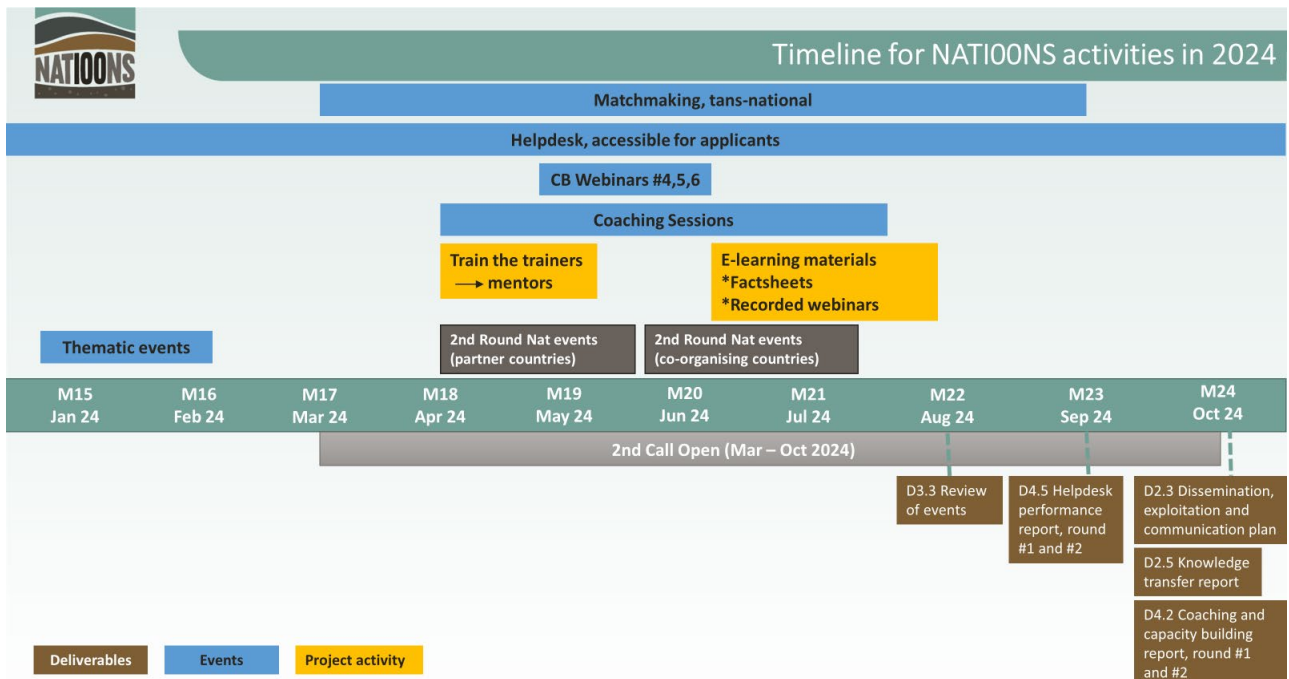 NATI00NS
Timeline for NATI00NS activities in 2024
Matchmaking, tans-national
Helpdesk, accessible for applicants
CB Webinars #4,5,6
Coaching Sessions
Train the trainers
→ mentors
E-learning materials
*Factsheets
*Recorded webinars
Thematic events
2nd Round Nat events
(partner countries)
2nd Round Nat events
(co-organising countries)
M15
Jan 24
M16
Feb 24
M17
Mar 24
M18
Apr 24
M19
May 24
M20
Jun 24
M21
Jul 24
M22
Aug 24
M23
Sep 24
M24
Oct 24
2nd Call Open (Mar – Oct 2024)
D3.3 Review
of events
D4.5 Helpdesk
performance
report, round
#1 and #2
D2.3 Dissemination,
exploitation and
communication plan
D2.5 Knowledge
transfer report
D4.2 Coaching and
capacity building
report, round #1
and #2
Deliverables
Events
Project activity